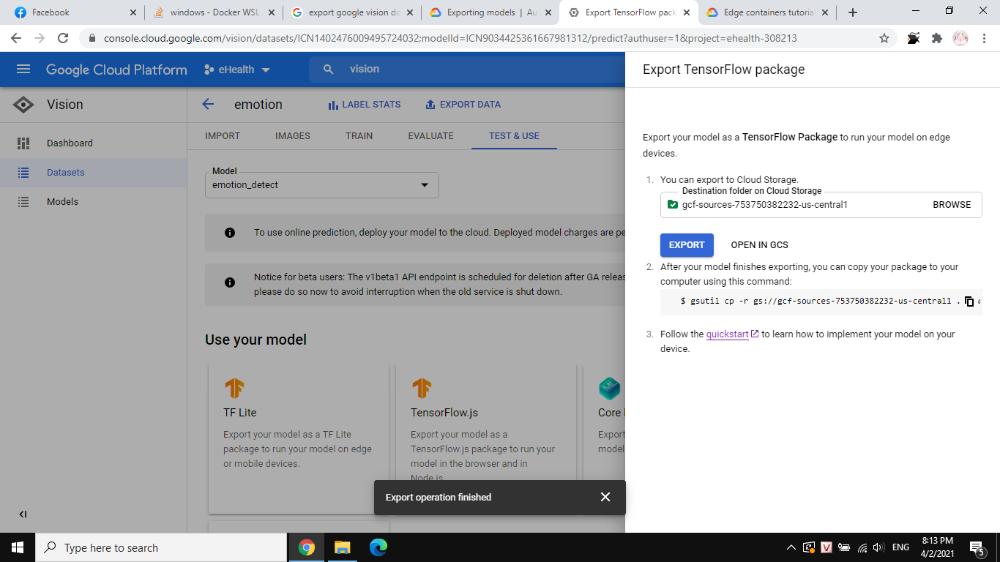 Facebook
windows - Docker WSL
export google vision do
Exporting models | Au
Export TensorFlow pack
Edge containers tutoria
console.cloud.google.com/vision/datasets/ICN1402476009495724032;modelId=ICN9034425361667981312/predict?authuser=1&project=ehealth-308213
Google Cloud Platform
eHealth
vision
Export TensorFlow package
Vision
emotion
LABEL STATS
EXPORT DATA
Dashboard
Datasets
Models
IMPORT
IMAGES
TRAIN
EVALUATE
TEST & USE
Model
emotion_detect
To use online prediction, deploy your model to the cloud. Deployed model charges are pe
Notice for beta users: The v1beta1 API endpoint is scheduled for deletion after GA releas
please do so now to avoid interruption when the old service is shut down.
Use your model
TF Lite
Export your model as a TF Lite
package to run your model on edge
or mobile devices.
TensorFlow.js
Export your model as a
TensorFlow.js package to run your
model in the browser and in
Node.js
ML
Core
Export
model
Export operation finished
Export your model as a TensorFlow Package to run your model on edge
devices.
1. You can export to Cloud Storage.
Destination folder on Cloud Storage
gcf-sources-753750382232-us-central1
BROWSE
EXPORT
OPEN IN GCS
2. After your model finishes exporting, you can copy your package to your
computer using this command:
$ gsutil cp -r gs://gcf-sources-753750382232-us-central1 .
3. Follow the quickstart to learn how to implement your model on your
device.
Type here to search
V
ENG
8:13 PM
4/2/2021
5